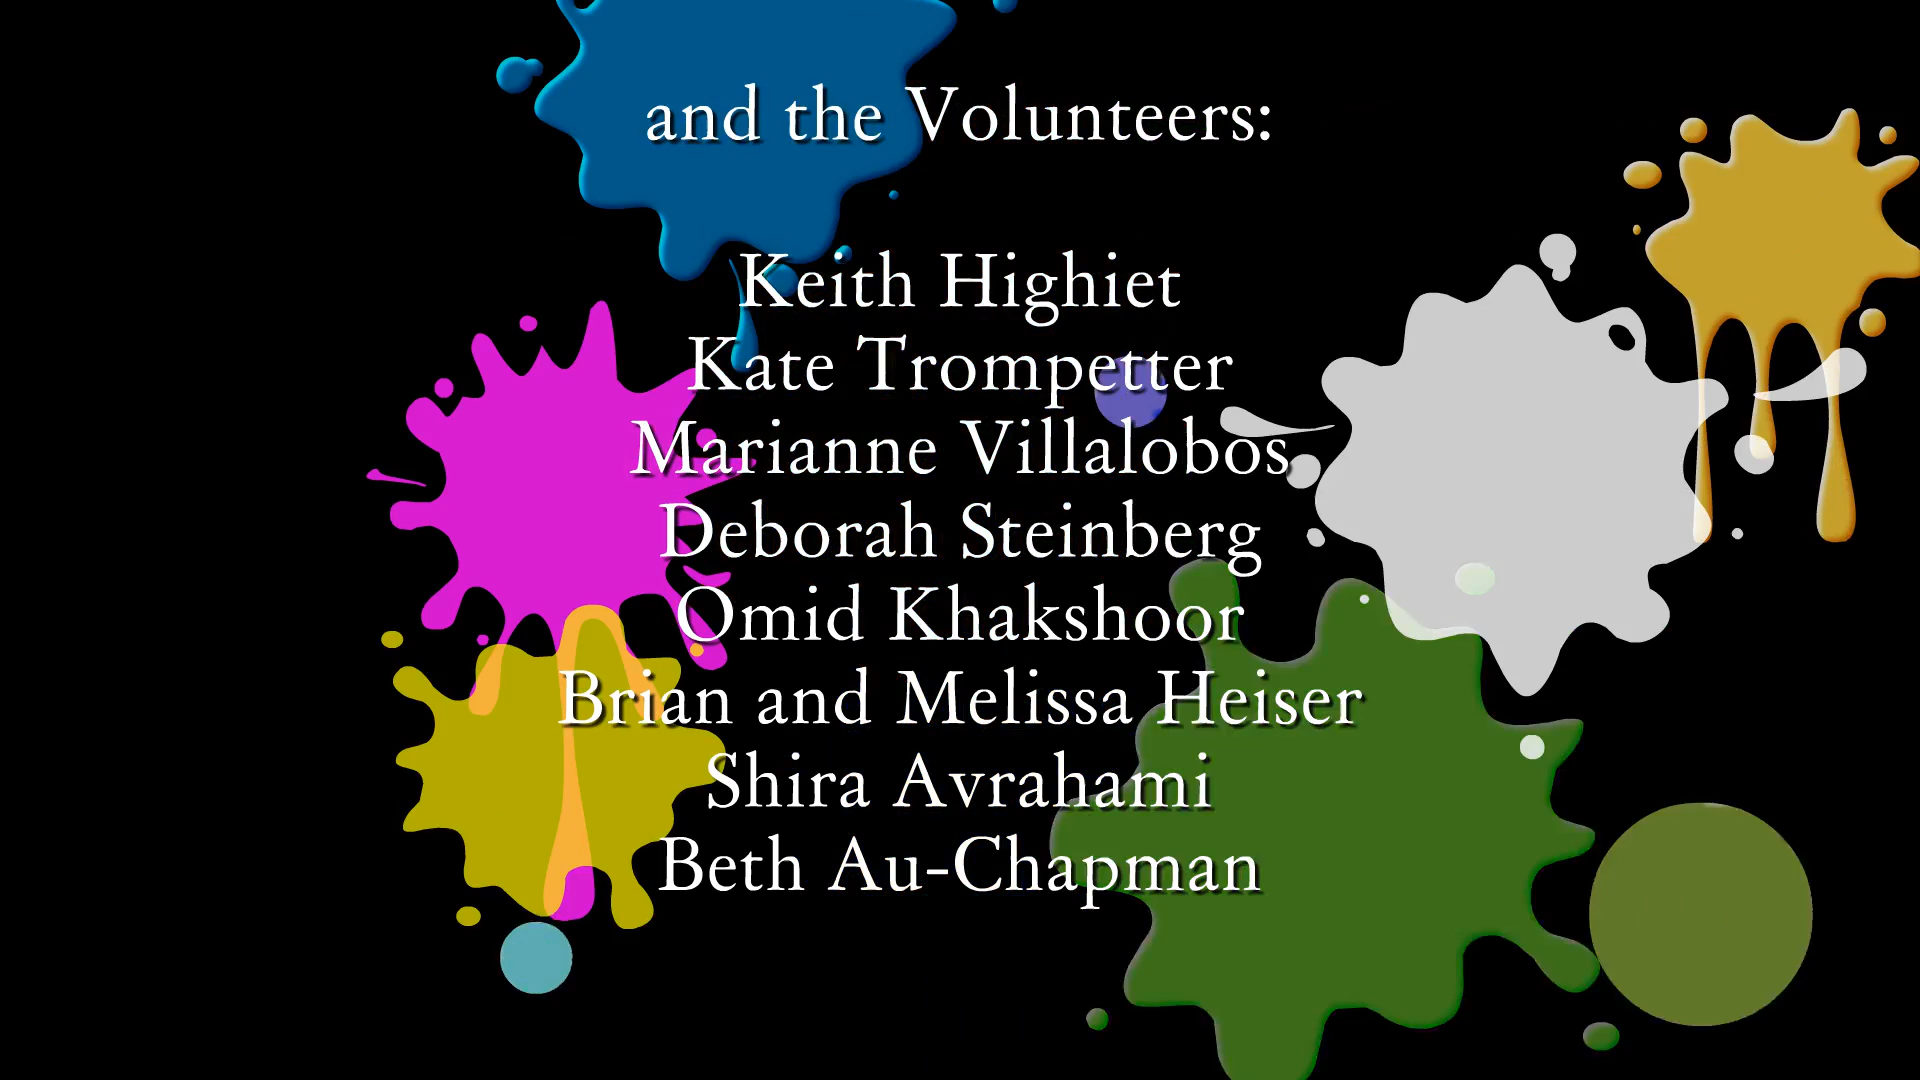 and the Volunteers:
Keith Highiet
Kate Trompetter
Marianne Villalobos
Deborah Steinberg
Omid Khakshoor
Brian and Melissa Heiser
Shira Avrahami
Beth Au-Chapman